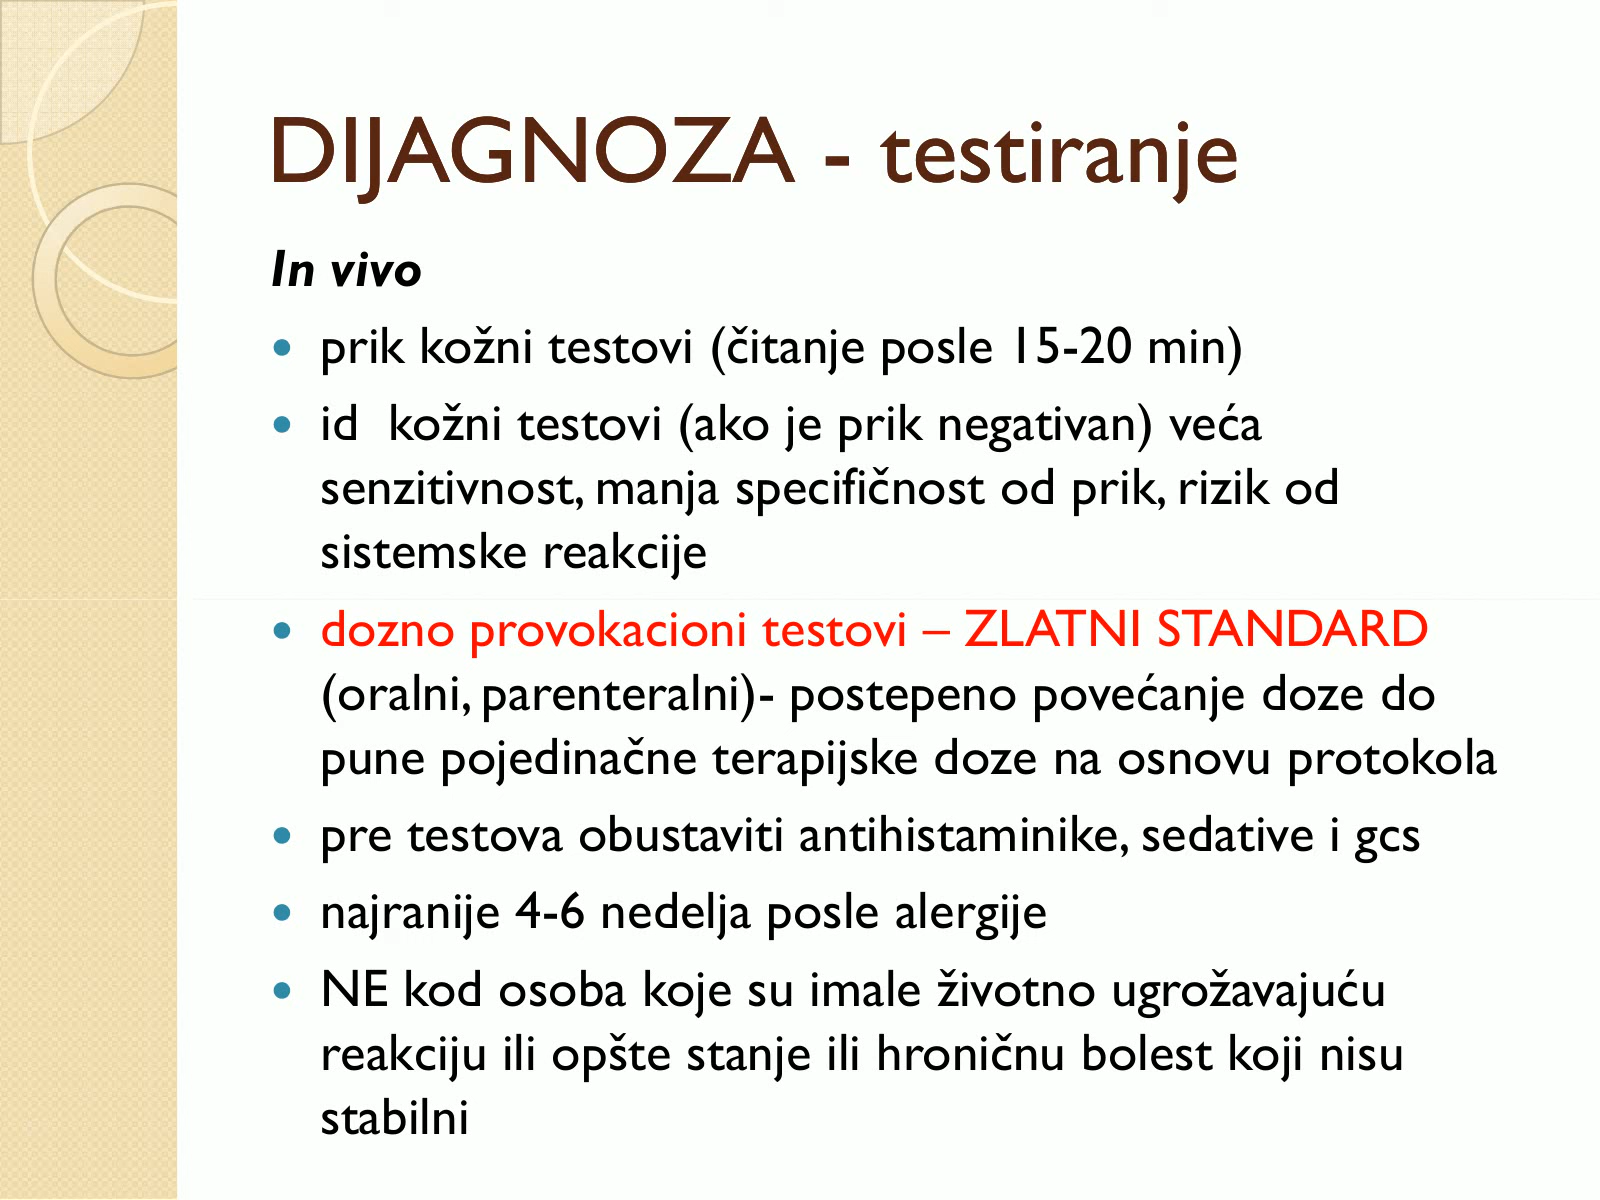 DIJAGNOZA - testiranje
In vivo
• prik kožni testovi (čitanje posle 15-20 min)
• id  kožni testovi (ako je prik negativan) veća
senzitivnost, manja specifičnost od prik, rizik od
sistemske reakcije
• dozno provokacioni testovi – ZLATNI STANDARD
(oralni, parenteralni)- postepeno povećanje doze do
pune pojedinačne terapijske doze na osnovu protokola
• pre testova obustaviti antihistaminike, sedative i gcs
• najranije 4-6 nedelja posle alergije
• NE kod osoba koje su imale životno ugrožavajuću
reakciju ili opšte stanje ili hroničnu bolest koji nisu
stabilni